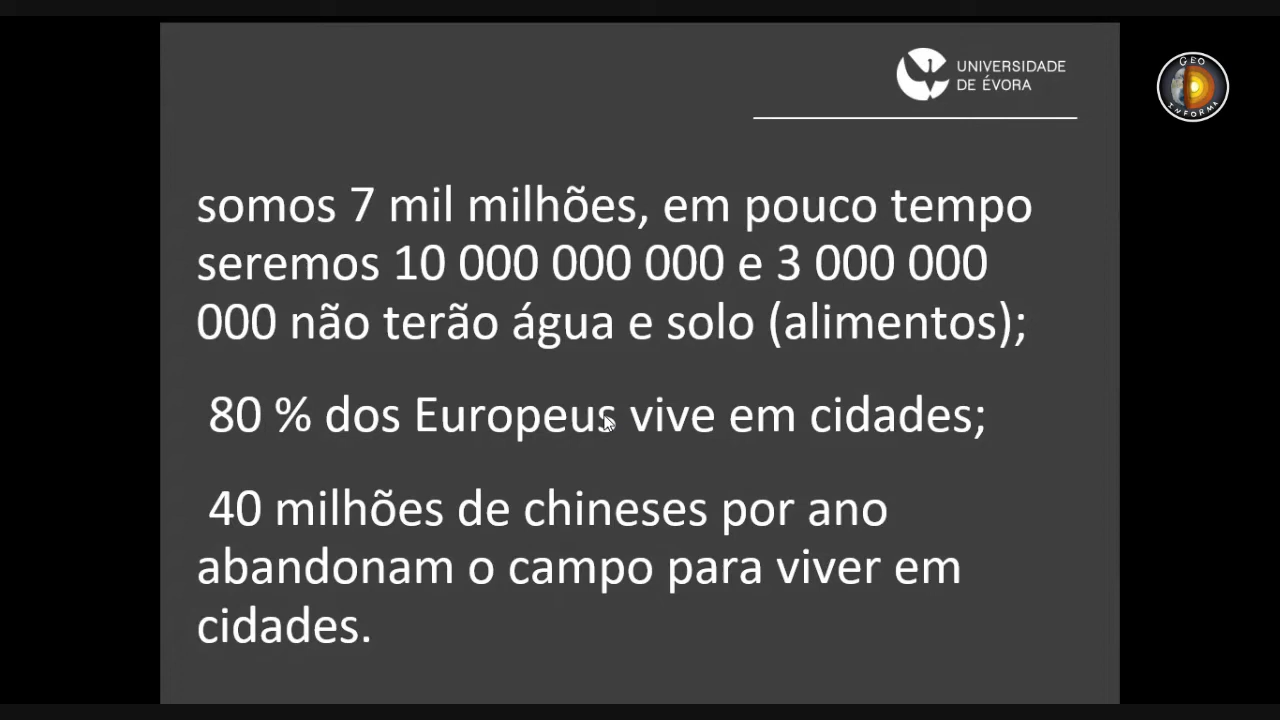 UNIVERSIDADE
DE ÉVORA
GEO
INFORMA
somos 7 mil milhões, em pouco tempo
seremos 10 000 000 000 e 3 000 000
000 não terão água e solo (alimentos);
80 % dos Europeus vive em cidades;
40 milhões de chineses por ano
abandonam o campo para viver em
cidades.